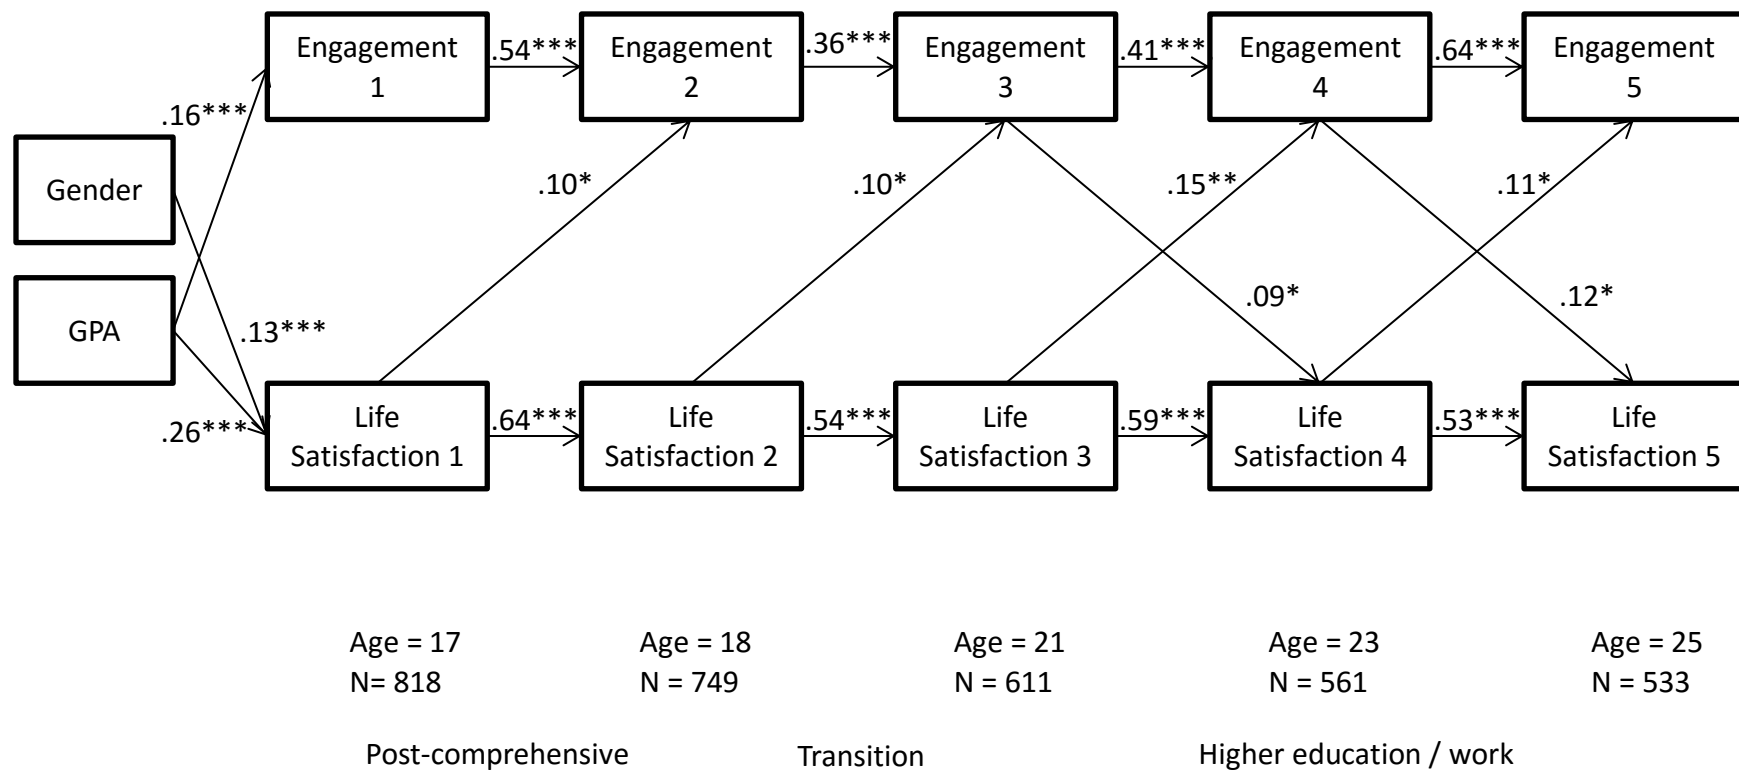 Engagement
1
.54***
Engagement
2
.36***
Engagement
3
.41***
Engagement
4
.64***
Engagement
5
.16***
Gender
.10*
.10*
.15**
.11*
GPA
.13***
.09*
.12*
.26***
Life
Satisfaction 1
.64***
Life
Satisfaction 2
.54***
Life
Satisfaction 3
.59***
Life
Satisfaction 4
.53***
Life
Satisfaction 5
Age = 17
N= 818
Age = 18
N = 749
Age = 21
N = 611
Age = 23
N = 561
Age = 25
N = 533
Post-comprehensive
Transition
Higher education / work